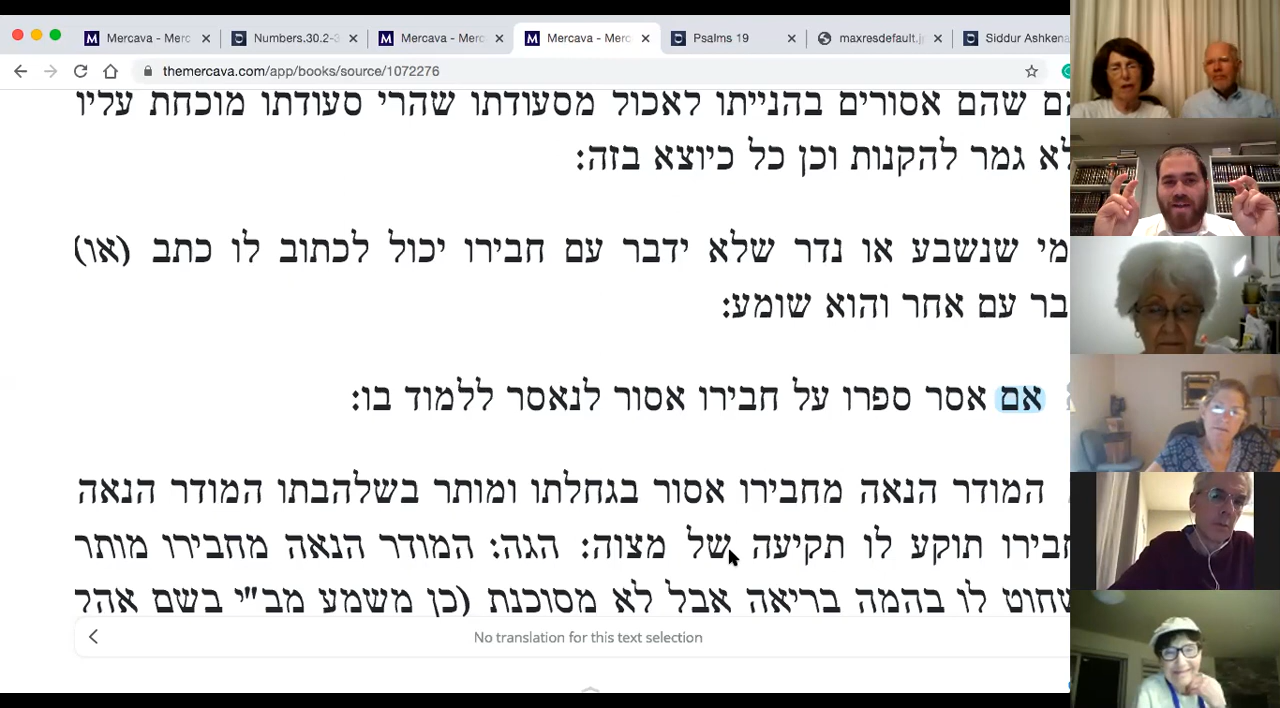 Mercava - Merc
Numbers.30.2-3
Mercava - Merc
Mercava - Merc
Psalms 19
maxresdefault.j
Siddur Ashkena
themercava.com/app/books/source/1072276
שהם אסורים בהנייתו לאכול מסעודתו שהרי סעודתו מוכחת עליו
לא גמר להקנות וכן כל כיוצא בזה:
מי שנשבע או נדר שלא ידבר עם חבירו יכול לכתוב לו כתב (או)
בר עם אחר והוא שומע:
אם אסר ספרו על חבירו אסור לנאסר ללמוד בו:
המודר הנאה מחבירו אסור בגחלתו ומותר בשלהבתו המודר הנאה
חבירו תוקע לו תקיעה של מצוה: הגה: המודר הנאה מחבירו מותר
שחוט לו בהמה בריאה אבל לא מסוכנת (כן משמע מב"י בשם אהל
No translation for this text selection